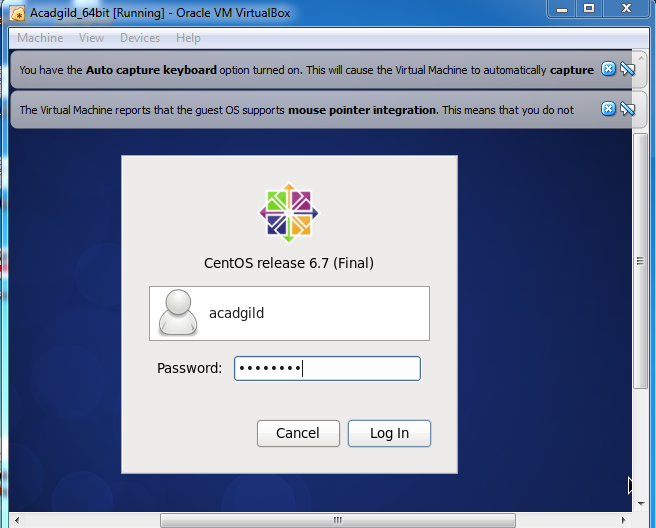 Acadgild_64bit [Running] - Oracle VM VirtualBox
Machine View Devices Help
You have the Auto capture keyboard option turned on. This will cause the Virtual Machine to automatically capture
The Virtual Machine reports that the guest OS supports mouse pointer integration. This means that you do not
CentOS release 6.7 (Final)
acadgild
Password: ••••••••
Cancel Log In